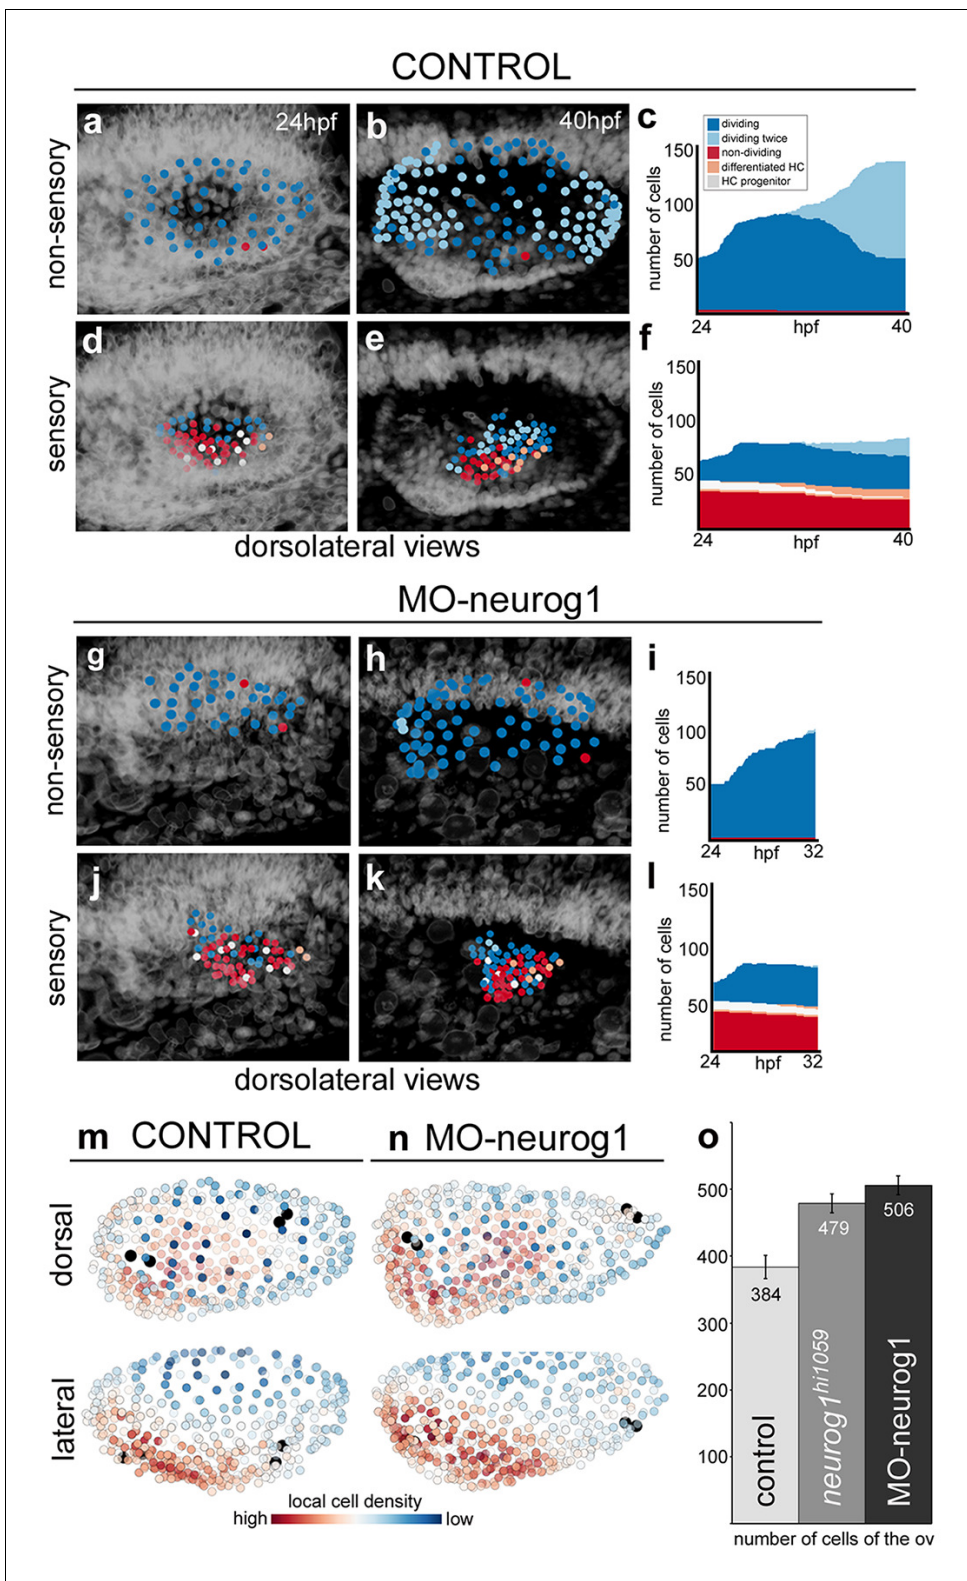 CONTROL
a
24hpf
b
40hpf
c
dividing
dividing twice
non-dividing
differentiated HC
HC progenitor
non-sensory
number of cells
150
100
50
24
hpf
40
d
e
f
sensory
number of cells
150
100
50
24
hpf
40
dorsolateral views
MO-neurog1
g
h
i
non-sensory
number of cells
150
100
50
24
hpf
32
j
k
l
sensory
number of cells
150
100
50
24
hpf
32
dorsolateral views
m CONTROL
n MO-neurog1
o
dorsal
lateral
local cell density
high
low
500
400
300
200
100
384
479
506
control
neurog1hi1059
MO-neurog1
number of cells of the ov